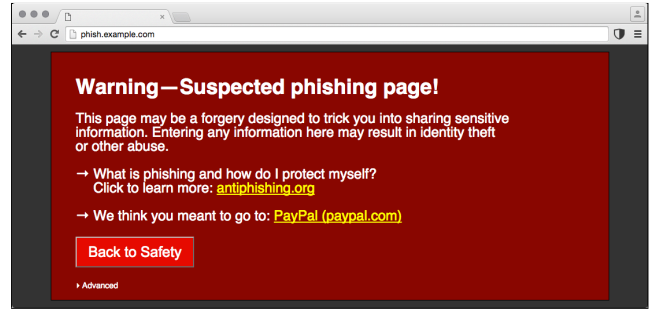 phish.example.com
Warning—Suspected phishing page!
This page may be a forgery designed to trick you into sharing sensitive
information. Entering any information here may result in identity theft
or other abuse.
→ What is phishing and how do I protect myself?
Click to learn more: antiphishing.org
→ We think you meant to go to: PayPal (paypal.com)
Back to Safety
Advanced